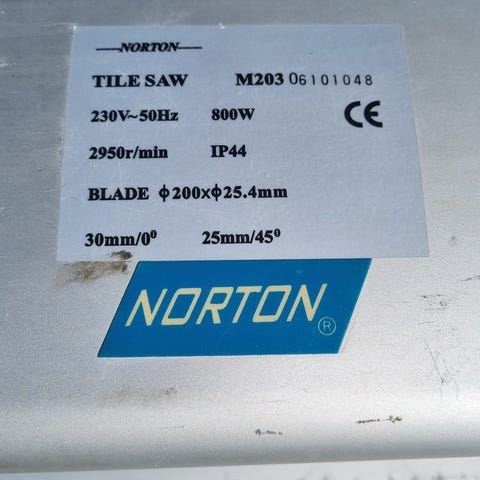 NORTON
TILE SAW M203 06101048
230V~50Hz 800W CE
2950r/min IP44
BLADE ϕ200xϕ25.4mm
30mm/0⁰ 25mm/45⁰
NORTON ®